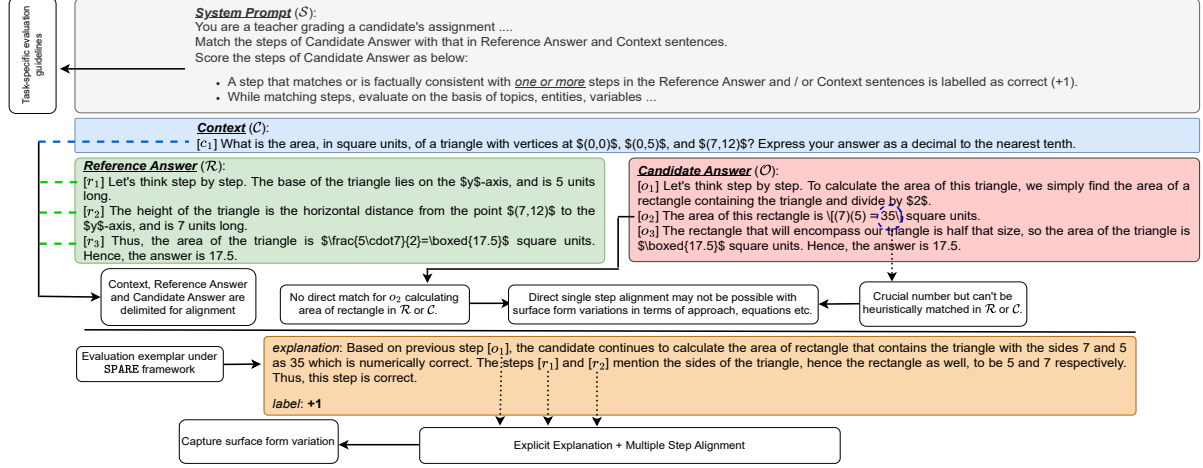 Task-specific evaluation
guidelines
System Prompt (𝒮):
You are a teacher grading a candidate's assignment ....
Match the steps of Candidate Answer with that in Reference Answer and Context sentences.
Score the steps of Candidate Answer as below:
• A step that matches or is factually consistent with one or more steps in the Reference Answer and / or Context sentences is labelled as correct (+1).
• While matching steps, evaluate on the basis of topics, entities, variables ...
Context (𝒞):
[c₁] What is the area, in square units, of a triangle with vertices at $(0,0)$, $(0,5)$, and $(7,12)$? Express your answer as a decimal to the nearest tenth.
Reference Answer (ℛ):
[r₁] Let's think step by step. The base of the triangle lies on the $y$-axis, and is 5 units
long.
[r₂] The height of the triangle is the horizontal distance from the point $(7,12)$ to the
$y$-axis, and is 7 units long.
[r₃] Thus, the area of the triangle is $\frac{5\cdot7}{2}=\boxed{17.5}$ square units.
Hence, the answer is 17.5.
Candidate Answer (𝒪):
[o₁] Let's think step by step. To calculate the area of this triangle, we simply find the area of a
rectangle containing the triangle and divide by $2$.
[o₂] The area of this rectangle is \[(7)(5) = 35\] square units.
[o₃] The rectangle that will encompass our triangle is half that size, so the area of the triangle is
$\boxed{17.5}$ square units. Hence, the answer is 17.5.
Context, Reference Answer
and Candidate Answer are
delimited for alignment
No direct match for o₂ calculating
area of rectangle in ℛ or 𝒞.
Direct single step alignment may not be possible with
surface form variations in terms of approach, equations etc.
Crucial number but can't be
heuristically matched in ℛ or 𝒞.
Evaluation exemplar under
SPARE framework
explanation: Based on previous step [o₁], the candidate continues to calculate the area of rectangle that contains the triangle with the sides 7 and 5
as 35 which is numerically correct. The steps [r₁] and [r₂] mention the sides of the triangle, hence the rectangle as well, to be 5 and 7 respectively.
Thus, this step is correct.
label: +1
Capture surface form variation
Explicit Explanation + Multiple Step Alignment